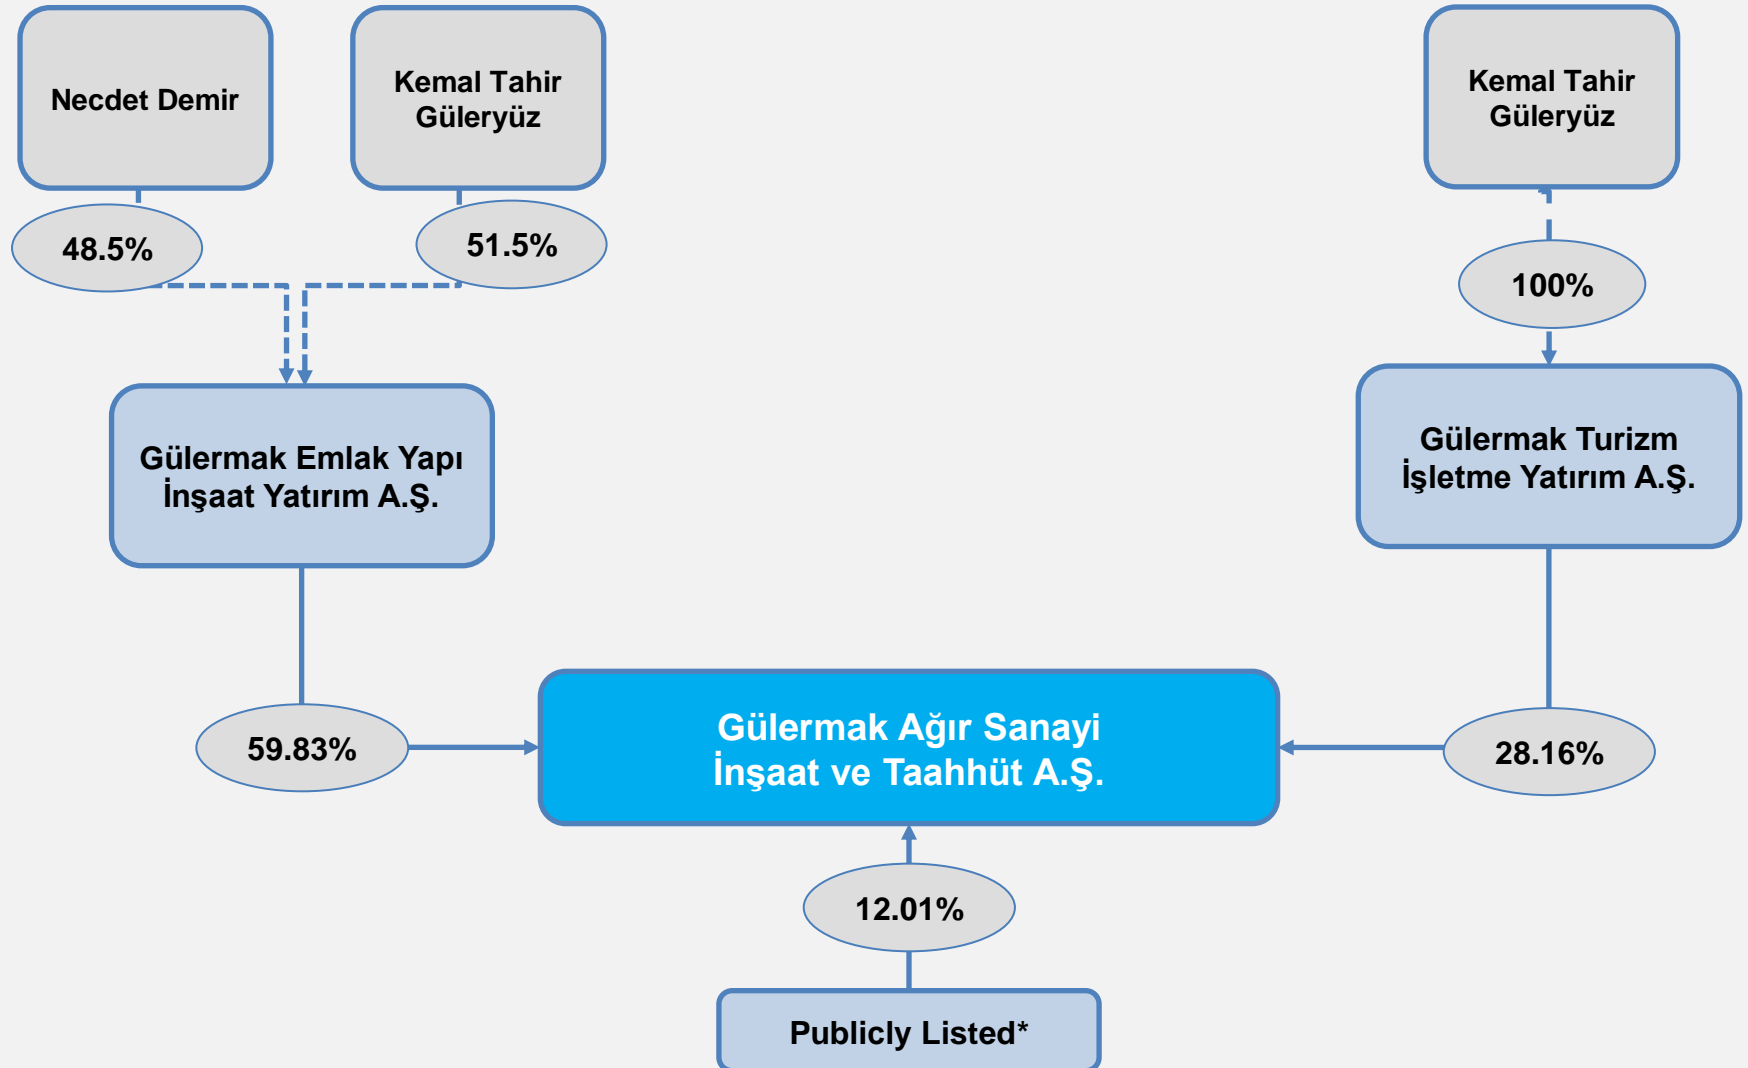 Necdet Demir
Kemal Tahir
Güleryüz
Kemal Tahir
Güleryüz
48.5%
51.5%
100%
Gülermak Emlak Yapı
İnşaat Yatırım A.Ş.
Gülermak Turizm
İşletme Yatırım A.Ş.
59.83%
Gülermak Ağır Sanayi
İnşaat ve Taahhüt A.Ş.
28.16%
12.01%
Publicly Listed*